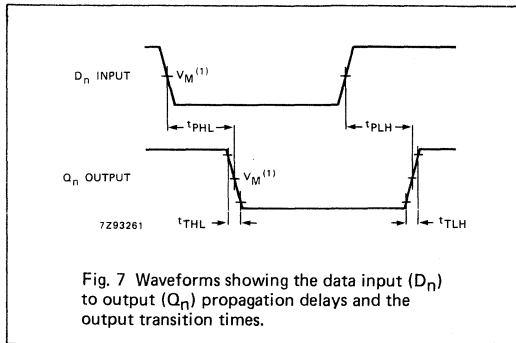 Dn INPUT
VM(1)
tPHL
tPLH
Qn OUTPUT
VM(1)
7Z93261
tTHL
tTLH
Fig. 7 Waveforms showing the data input (Dn)
to output (Qn) propagation delays and the
output transition times.